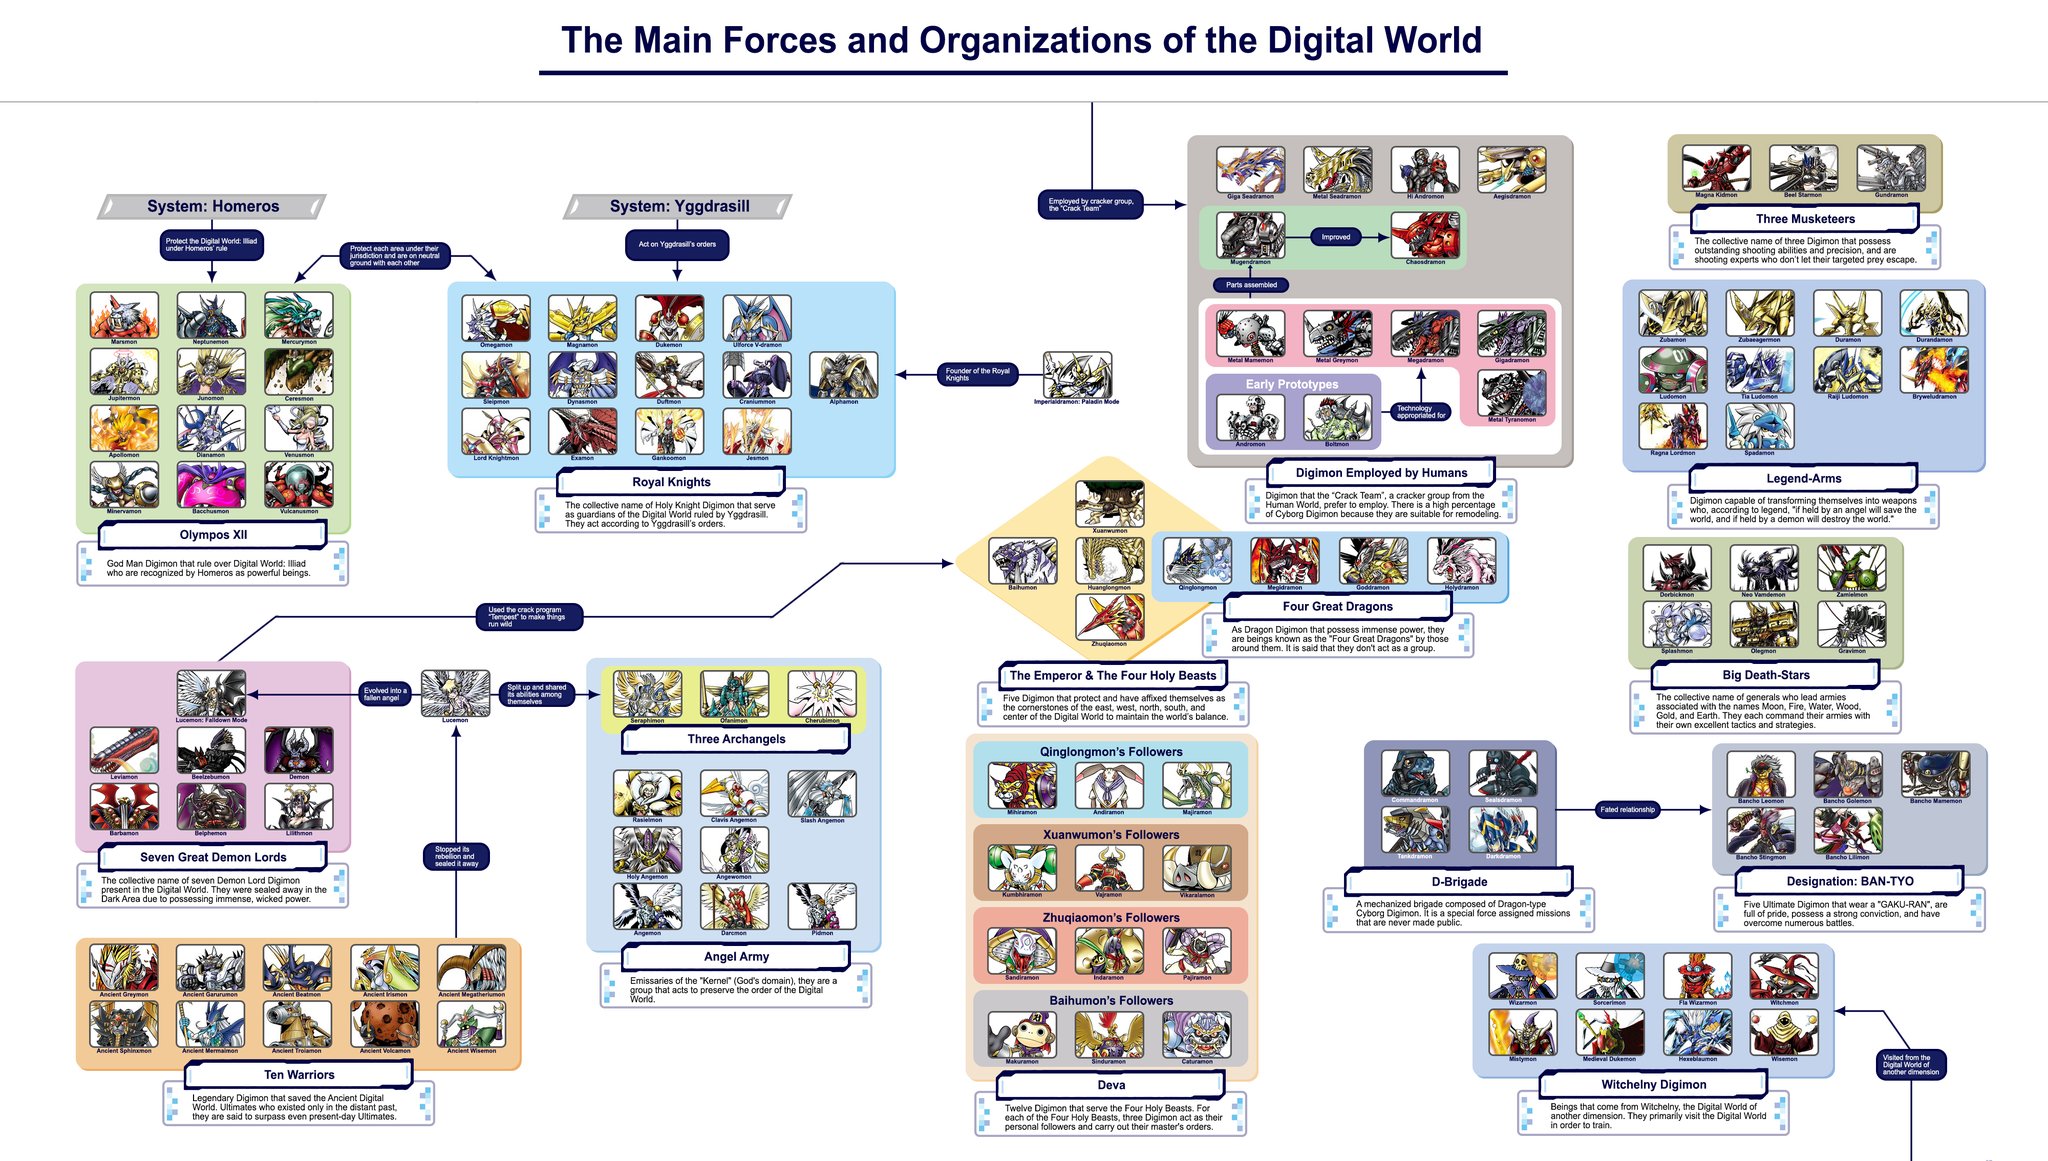 The Main Forces and Organizations of the Digital World
System: Homeros
Protect the Digital World: Illiad
under Homeros' rule
Protect each area under their
jurisdiction and are on neutral
ground with each other
System: Yggdrasill
Act on Yggdrasill's orders
Marsmon
Neptunemon
Mercurymon
Jupitermon
Junomon
Ceresmon
Apollomon
Dianamon
Venusmon
Minervamon
Bacchusmon
Vulcanusmon
Olympos XII
God Man Digimon that rule over Digital World: Illiad
who are recognized by Homeros as powerful beings.
Omegamon
Magnamon
Dukemon
Ulforce V-dramon
Sleipmon
Dynasmon
Duftmon
Craniummon
Alphamon
Lord Knightmon
Examon
Gankoomon
Jesmon
Royal Knights
The collective name of Holy Knight Digimon that serve
as guardians of the Digital World ruled by Yggdrasill.
They act according to Yggdrasill's orders.
Founder of the Royal
Knights
Imperialdramon: Paladin Mode
Employed by cracker group,
the "Crack Team"
Giga Seadramon
Metal Seadramon
Hi Andromon
Aegisdramon
Mugendramon
Improved
Chaosdramon
Parts assembled
Metal Mamemon
Metal Greymon
Megadramon
Gigadramon
Early Prototypes
Andromon
Boltmon
Technology
appropriated for
Metal Tyranomon
Digimon Employed by Humans
Digimon that the "Crack Team", a cracker group from the
Human World, prefer to employ. There is a high percentage
of Cyborg Digimon because they are suitable for remodeling.
Magna Kidmon
Beel Starmon
Gundramon
Three Musketeers
The collective name of three Digimon that possess
outstanding shooting abilities and precision, and are
shooting experts who don't let their targeted prey escape.
Zubamon
Zubaeagermon
Duramon
Durandamon
Ludomon
Tia Ludomon
Raiji Ludomon
Bryweludramon
Ragna Lordmon
Spadamon
Legend-Arms
Digimon capable of transforming themselves into weapons
who, according to legend, "if held by an angel will save the
world, and if held by a demon will destroy the world."
Xuanwumon
Baihumon
Huanglongmon
Zhuqiaomon
Qinglongmon
Megidramon
Goddramon
Holydramon
Four Great Dragons
As Dragon Digimon that possess immense power, they
are beings known as the "Four Great Dragons" by those
around them. It is said that they don't act as a group.
The Emperor & The Four Holy Beasts
Five Digimon that protect and have affixed themselves as
the cornerstones of the east, west, north, south, and
center of the Digital World to maintain the world's balance.
Dorbickmon
Neo Vamdemon
Zamielmon
Splashmon
Olegmon
Gravimon
Big Death-Stars
The collective name of generals who lead armies
associated with the names Moon, Fire, Water, Wood,
Gold, and Earth. They each command their armies with
their own excellent tactics and strategies.
Used the crack program
"Tempest" to make things
run wild
Lucemon: Falldown Mode
Evolved into a
fallen angel
Lucemon
Split up and shared
its abilities among
themselves
Leviamon
Beelzebumon
Demon
Barbamon
Belphemon
Lilithmon
Seven Great Demon Lords
The collective name of seven Demon Lord Digimon
present in the Digital World. They were sealed away in the
Dark Area due to possessing immense, wicked power.
Stopped its
rebellion and
sealed it away
Seraphimon
Ofanimon
Cherubimon
Three Archangels
Rasielmon
Clavis Angemon
Slash Angemon
Holy Angemon
Angewomon
Angemon
Darcmon
Pidmon
Angel Army
Emissaries of the "Kernel" (God's domain), they are a
group that acts to preserve the order of the Digital
World.
Ancient Greymon
Ancient Garurumon
Ancient Beatmon
Ancient Irismon
Ancient Megatheriumon
Ancient Sphinxmon
Ancient Mermaimon
Ancient Troiamon
Ancient Volcamon
Ancient Wisemon
Ten Warriors
Legendary Digimon that saved the Ancient Digital
World. Ultimates who existed only in the distant past,
they are said to surpass even present-day Ultimates.
Qinglongmon's Followers
Mihiramon
Andiramon
Majiramon
Xuanwumon's Followers
Kumbhiramon
Vajramon
Vikaralamon
Zhuqiaomon's Followers
Sandiramon
Indaramon
Pajiramon
Baihumon's Followers
Makuramon
Sinduramon
Caturamon
Deva
Twelve Digimon that serve the Four Holy Beasts. For
each of the Four Holy Beasts, three Digimon act as their
personal followers and carry out their master's orders.
Commandramon
Sealsdramon
Tankdramon
Darkdramon
D-Brigade
A mechanized brigade composed of Dragon-type
Cyborg Digimon. It is a special force assigned missions
that are never made public.
Fated relationship
Bancho Leomon
Bancho Golemon
Bancho Mamemon
Bancho Stingmon
Bancho Lilimon
Designation: BAN-TYO
Five Ultimate Digimon that wear a "GAKU-RAN", are
full of pride, possess a strong conviction, and have
overcome numerous battles.
Wizarmon
Sorcerimon
Fla Wizarmon
Witchmon
Mistymon
Medieval Dukemon
Hexeblaumon
Wisemon
Witchelny Digimon
Beings that come from Witchelny, the Digital World of
another dimension. They primarily visit the Digital World
in order to train.
Visited from the
Digital World of
another dimension